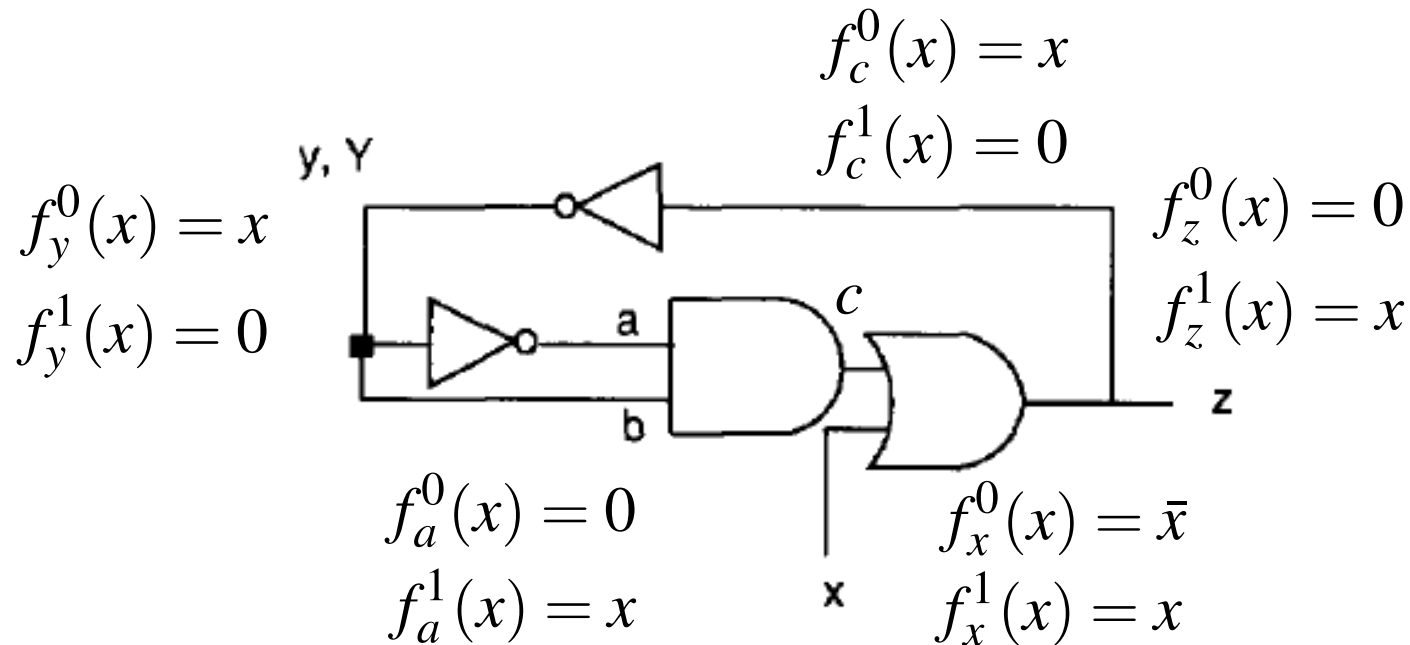 f_c^0(x) = x
f_c^1(x) = 0
y, Y
f_y^0(x) = x
f_y^1(x) = 0
f_z^0(x) = 0
f_z^1(x) = x
a
c
b
z
f_a^0(x) = 0
f_a^1(x) = x
x
f_x^0(x) = x̄
f_x^1(x) = x